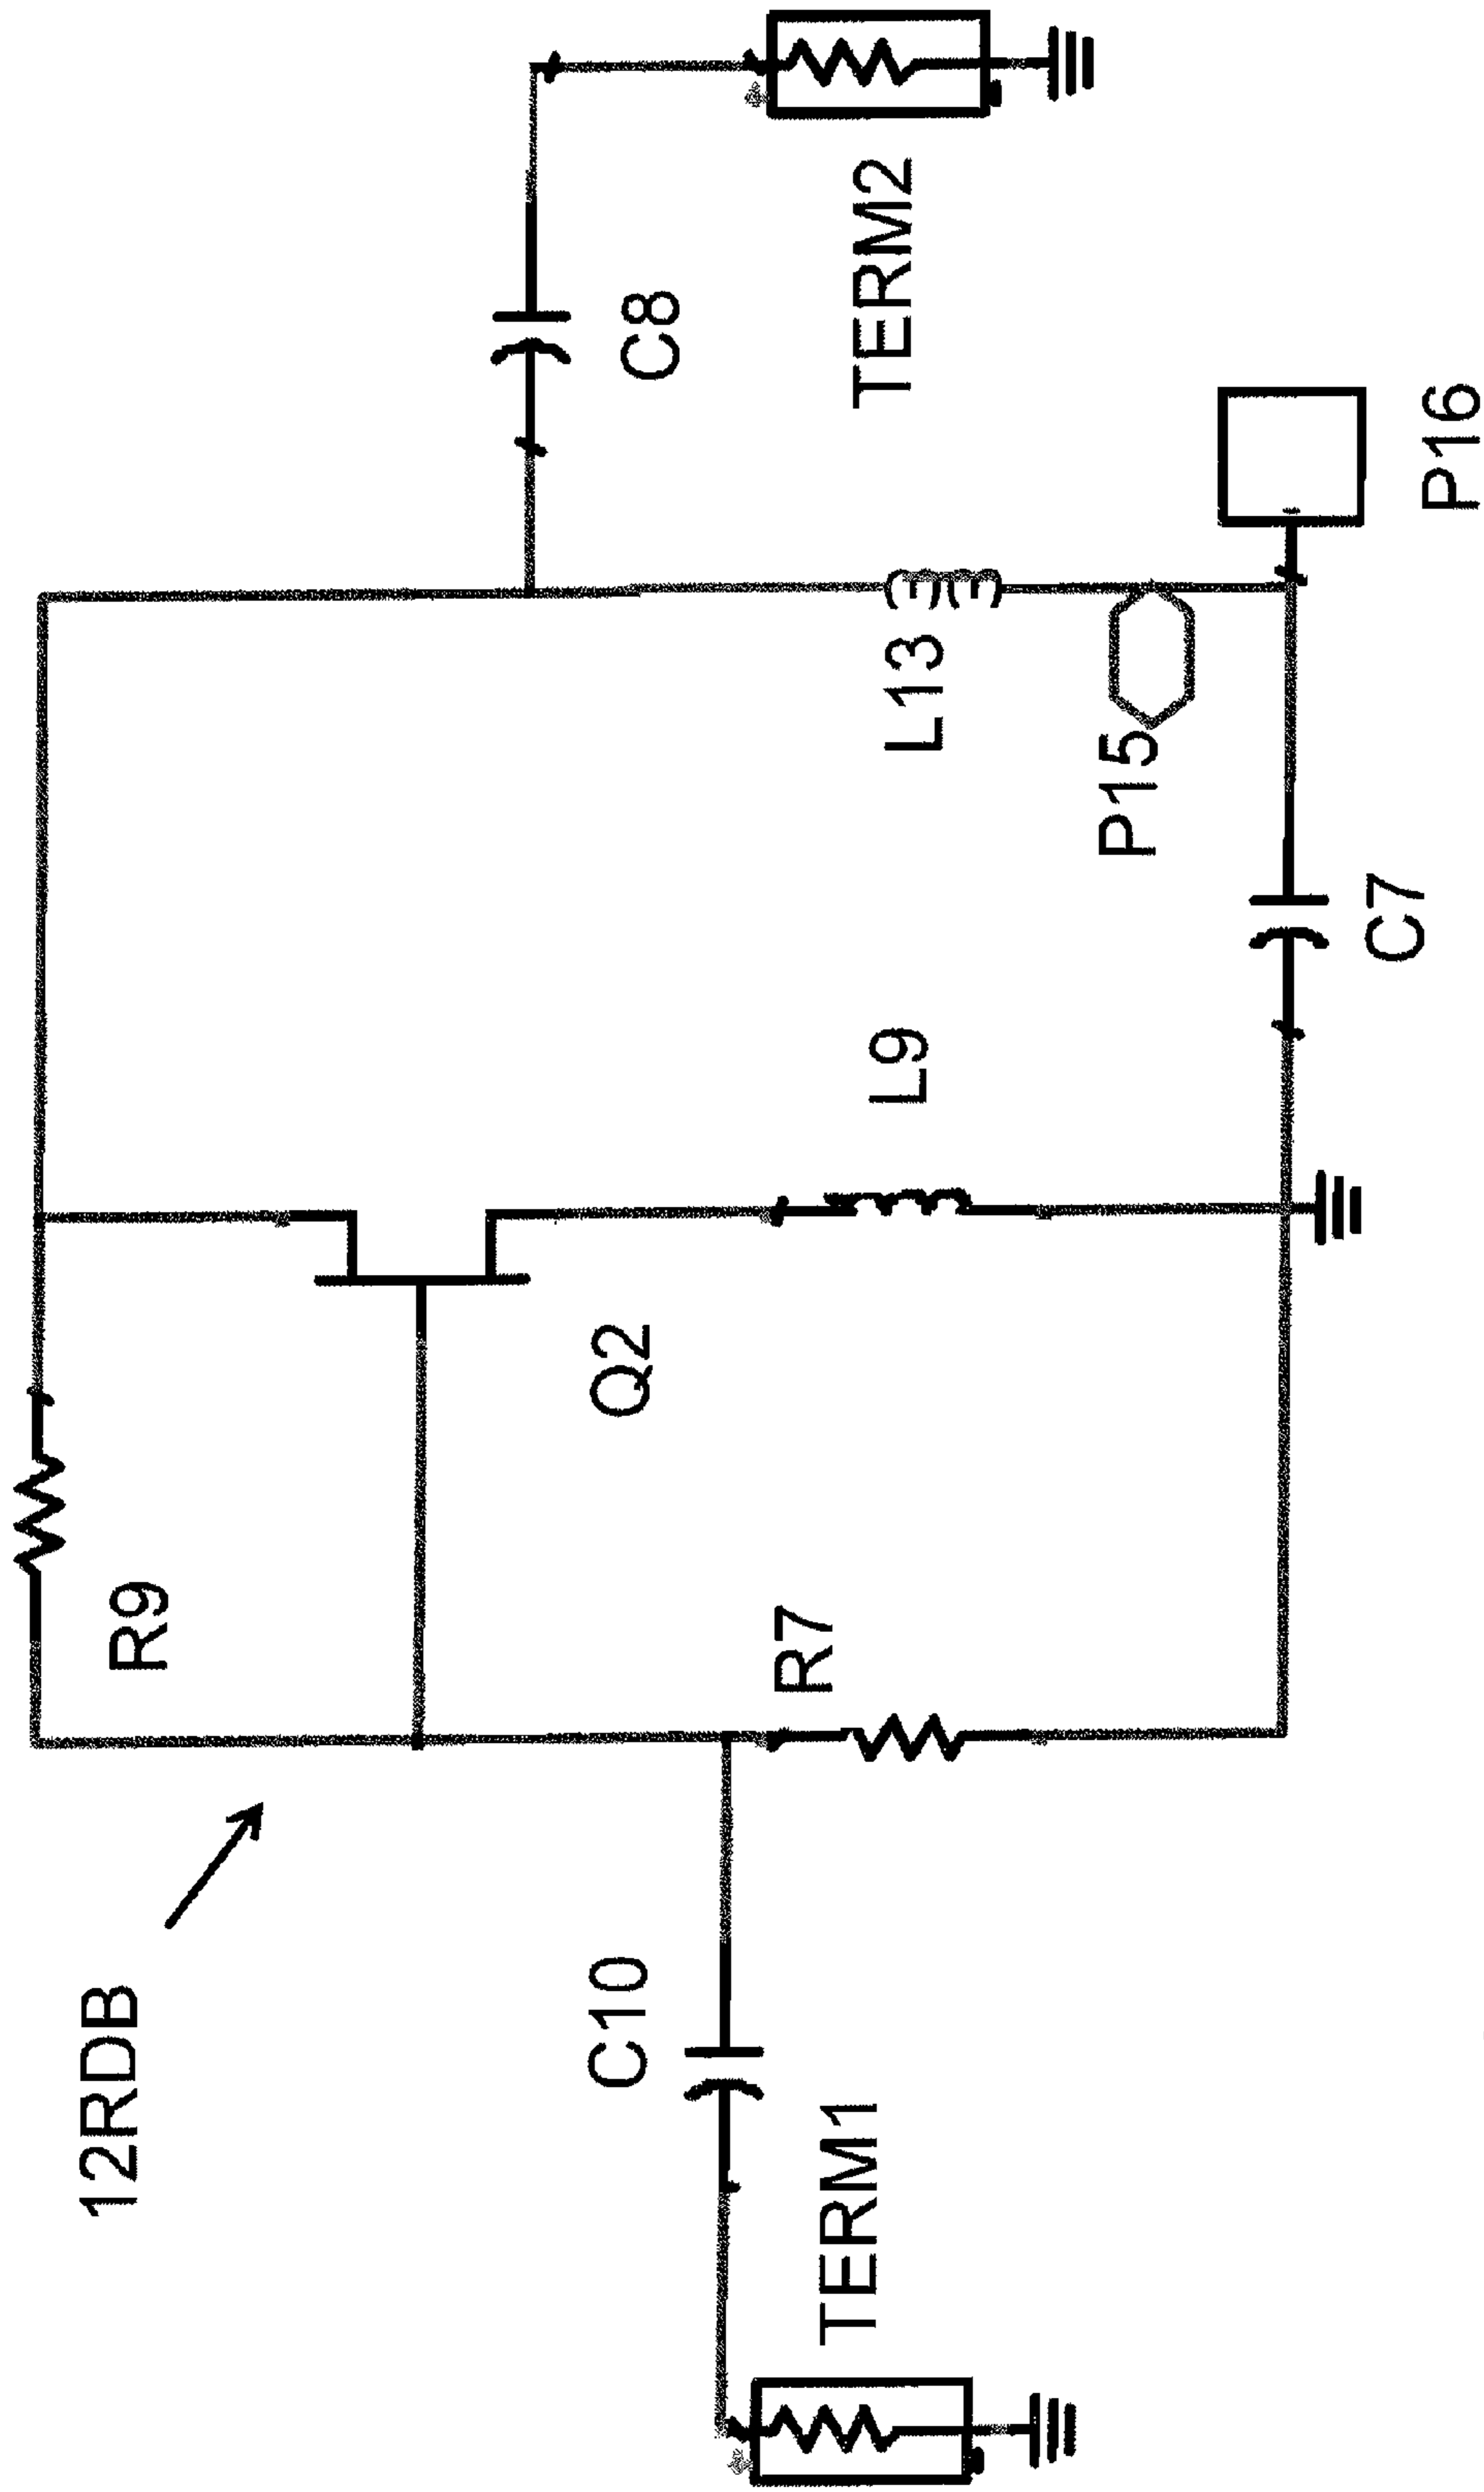 12RDB
R9
C10
Q2
C8
TERM1
R7
L9
L13
TERM2
P15
C7
P16